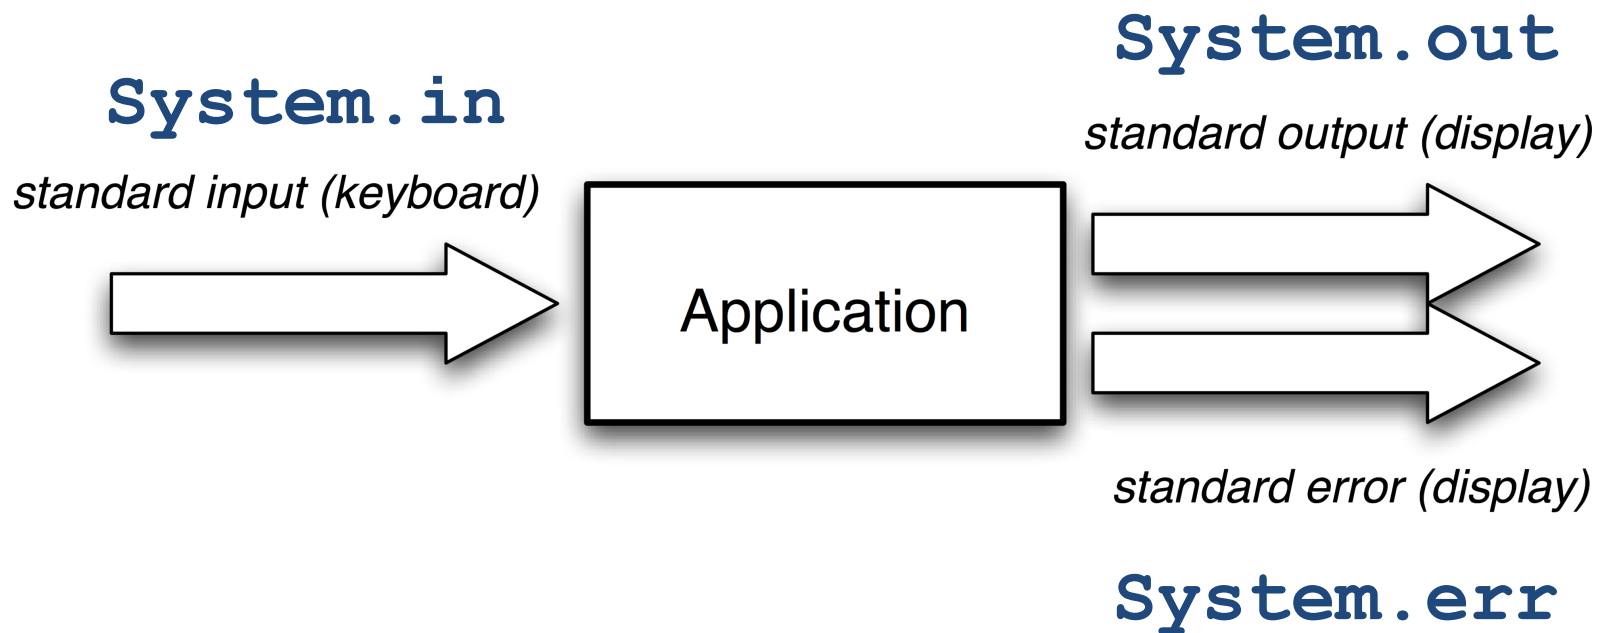 System.in
standard input (keyboard)
Application
System.out
standard output (display)
standard error (display)
System.err